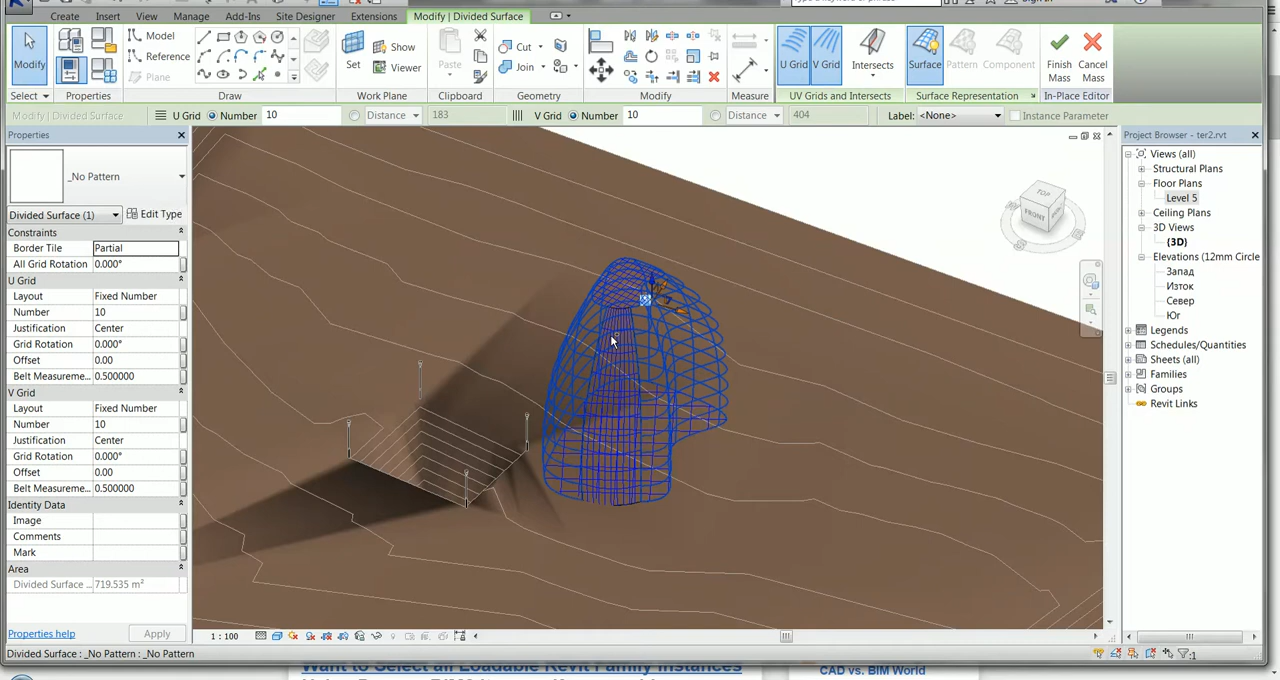 Create Insert View Manage Add-Ins Site Designer Extensions Modify | Divided Surface
Modify
Select
Properties
Model
Reference
Plane
Draw
Set
Show
Viewer
Work Plane
Paste
Clipboard
Cut
Join
Geometry
Modify
Measure
U Grid
V Grid
Intersects
UV Grids and Intersects
Surface Pattern Component
Surface Representation
Finish Mass
Cancel Mass
In-Place Editor
Modify | Divided Surface U Grid Number 10 Distance 183 V Grid Number 10 Distance 404 Label: <None> Instance Parameter
Properties
_No Pattern
Divided Surface (1) Edit Type
Constraints
Border Tile Partial
All Grid Rotation 0.000°
U Grid
Layout Fixed Number
Number 10
Justification Center
Grid Rotation 0.000°
Offset 0.00
Belt Measureme... 0.500000
V Grid
Layout Fixed Number
Number 10
Justification Center
Grid Rotation 0.000°
Offset 0.00
Belt Measureme... 0.500000
Identity Data
Image
Comments
Mark
Area
Divided Surface ... 719.535 m²
Properties help Apply
TOP
FRONT
Project Browser - ter2.rvt
Views (all)
Structural Plans
Floor Plans
Level 5
Ceiling Plans
3D Views
(3D)
Elevations (12mm Circle
Запад
Изток
Север
Юг
Legends
Schedules/Quantities
Sheets (all)
Families
Groups
Revit Links
1 : 100
Divided Surface : _No Pattern : _No Pattern
:1
Want to Select all Loadable Revit Family Instances
CAD vs. BIM World